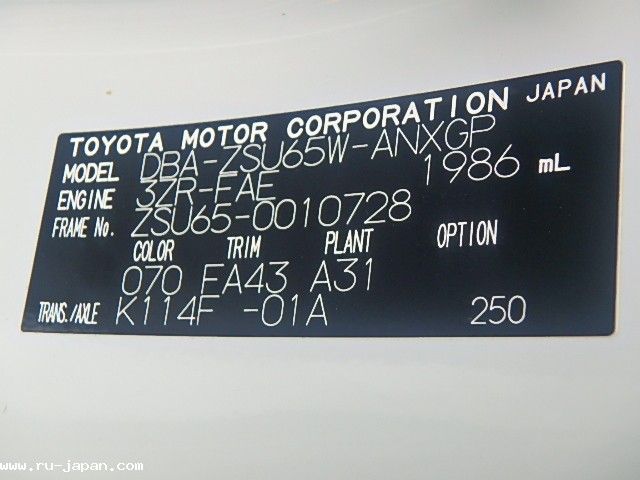 TOYOTA MOTOR CORPORATION JAPAN
MODEL DBA-ZSU65W-ANXGP
ENGINE 3ZR-FAE 1986 mL
FRAME No. ZSU65-0010728
COLOR TRIM PLANT OPTION
070 FA43 A31
TRANS./AXLE K114F -01A 250
www.ru-japan.com